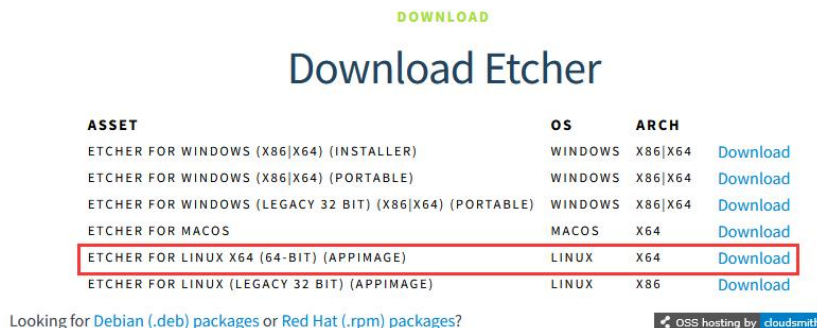 DOWNLOAD
Download Etcher
ASSET OS ARCH
ETCHER FOR WINDOWS (X86|X64) (INSTALLER) WINDOWS X86|X64 Download
ETCHER FOR WINDOWS (X86|X64) (PORTABLE) WINDOWS X86|X64 Download
ETCHER FOR WINDOWS (LEGACY 32 BIT) (X86|X64) (PORTABLE) WINDOWS X86|X64 Download
ETCHER FOR MACOS MACOS X64 Download
ETCHER FOR LINUX X64 (64-BIT) (APPIMAGE) LINUX X64 Download
ETCHER FOR LINUX (LEGACY 32 BIT) (APPIMAGE) LINUX X86 Download
Looking for Debian (.deb) packages or Red Hat (.rpm) packages? OSS hosting by cloudsmith